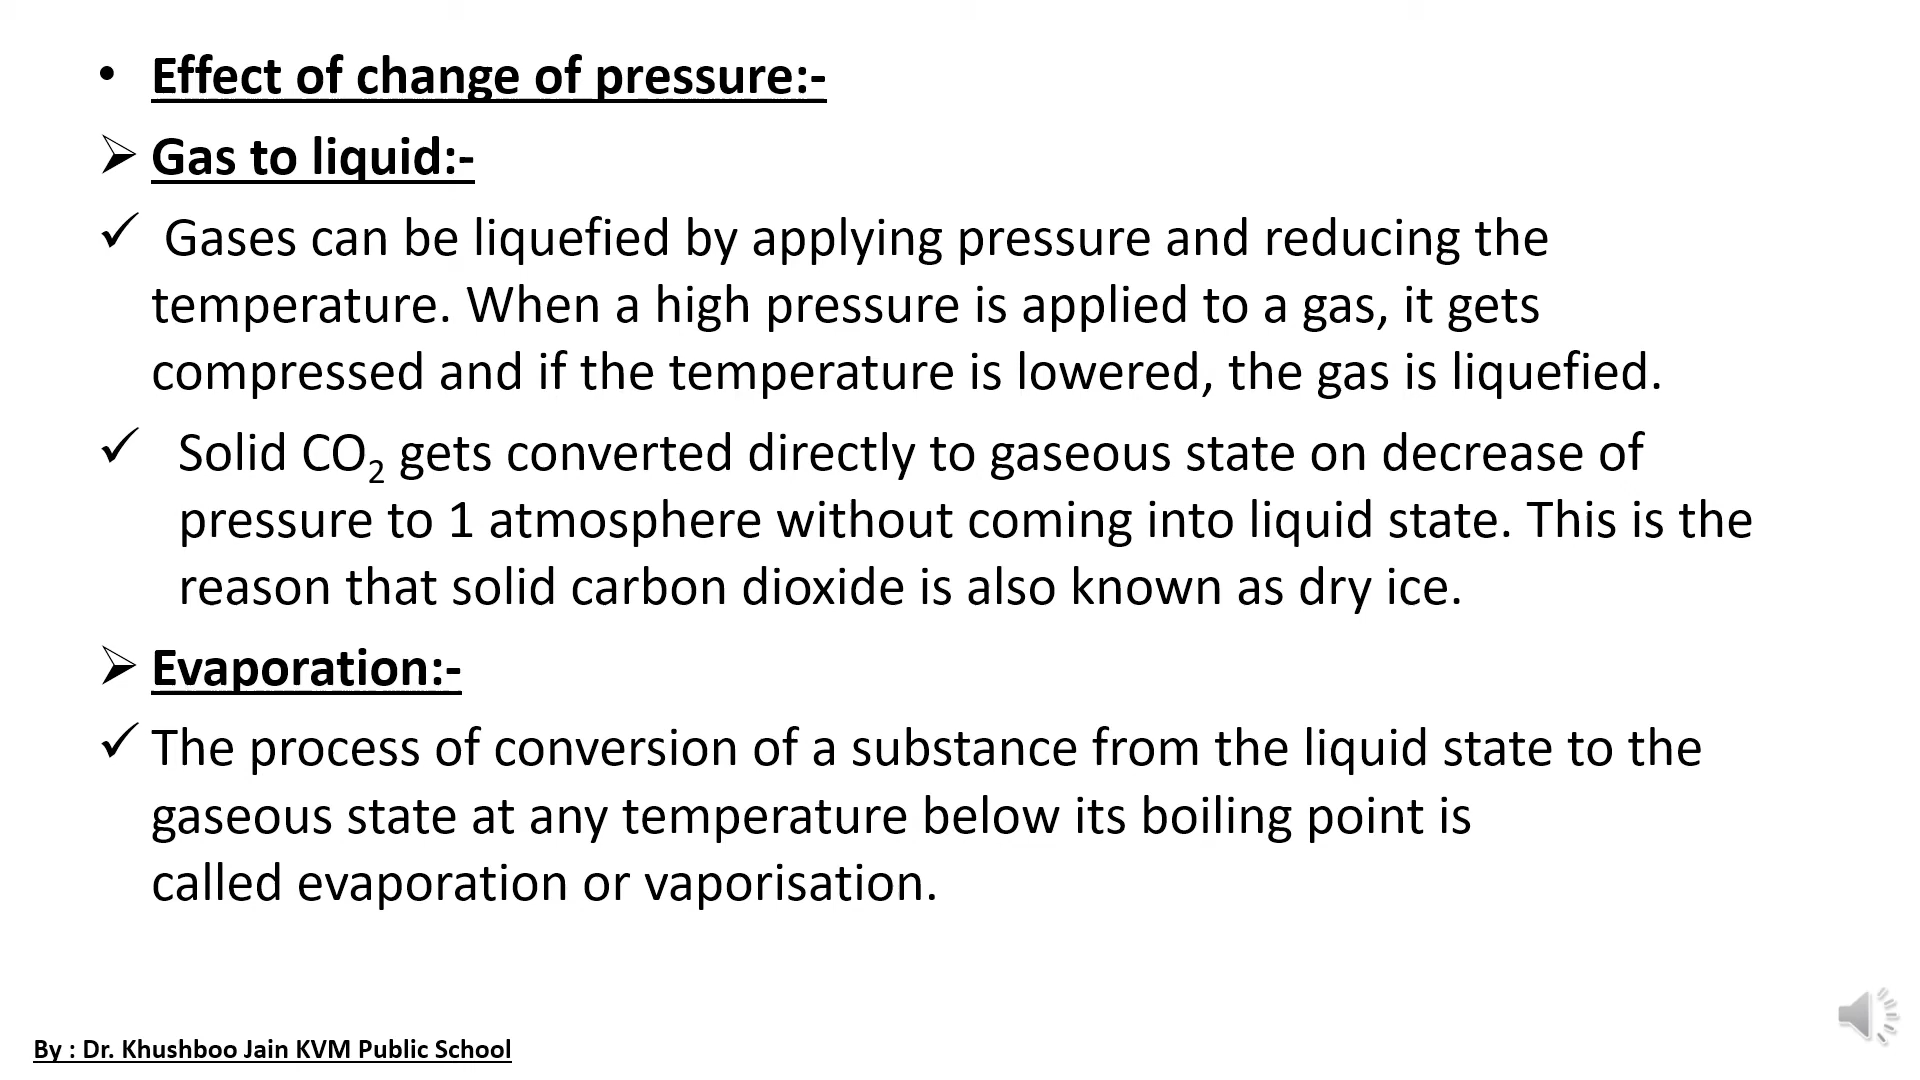 • Effect of change of pressure:-
➢ Gas to liquid:-
✓ Gases can be liquefied by applying pressure and reducing the
temperature. When a high pressure is applied to a gas, it gets
compressed and if the temperature is lowered, the gas is liquefied.
✓ Solid CO₂ gets converted directly to gaseous state on decrease of
pressure to 1 atmosphere without coming into liquid state. This is the
reason that solid carbon dioxide is also known as dry ice.
➢ Evaporation:-
✓ The process of conversion of a substance from the liquid state to the
gaseous state at any temperature below its boiling point is
called evaporation or vaporisation.
By : Dr. Khushboo Jain KVM Public School